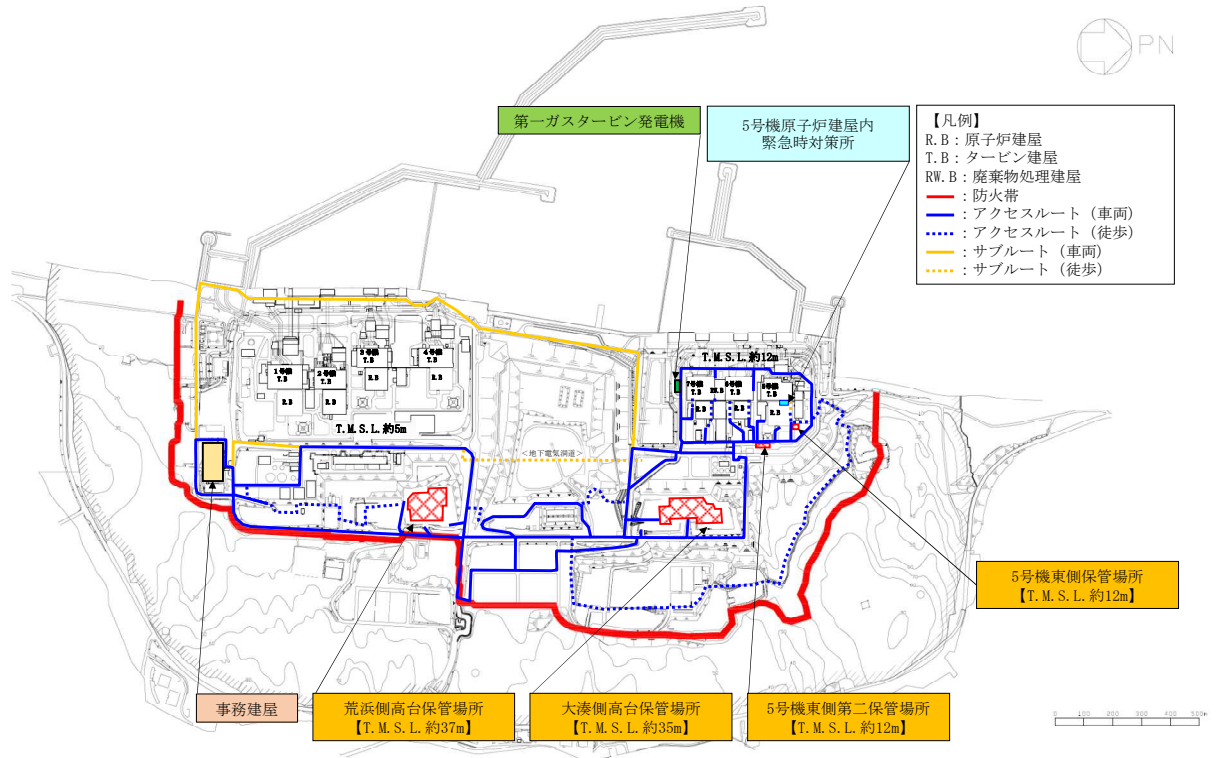 PN
第一ガスタービン発電機
5号機原子炉建屋内
緊急時対策所
【凡例】
R.B：原子炉建屋
T.B：タービン建屋
RW.B：廃棄物処理建屋
：防火帯
：アクセスルート（車両）
：アクセスルート（徒歩）
：サブルート（車両）
：サブルート（徒歩）
T.M.S.L.約12m
1号機
T.B
R.B
2号機
T.B
R.B
3号機
T.B
R.B
4号機
T.B
R.B
7号機
T.B
R.B
RW.B
6号機
T.B
R.B
5号機
T.B
R.B
T.M.S.L.約5m
＜地下電気洞道＞
5号機東側保管場所
【T.M.S.L.約12m】
事務建屋
荒浜側高台保管場所
【T.M.S.L.約37m】
大湊側高台保管場所
【T.M.S.L.約35m】
5号機東側第二保管場所
【T.M.S.L.約12m】
0 100 200 300 400 500m